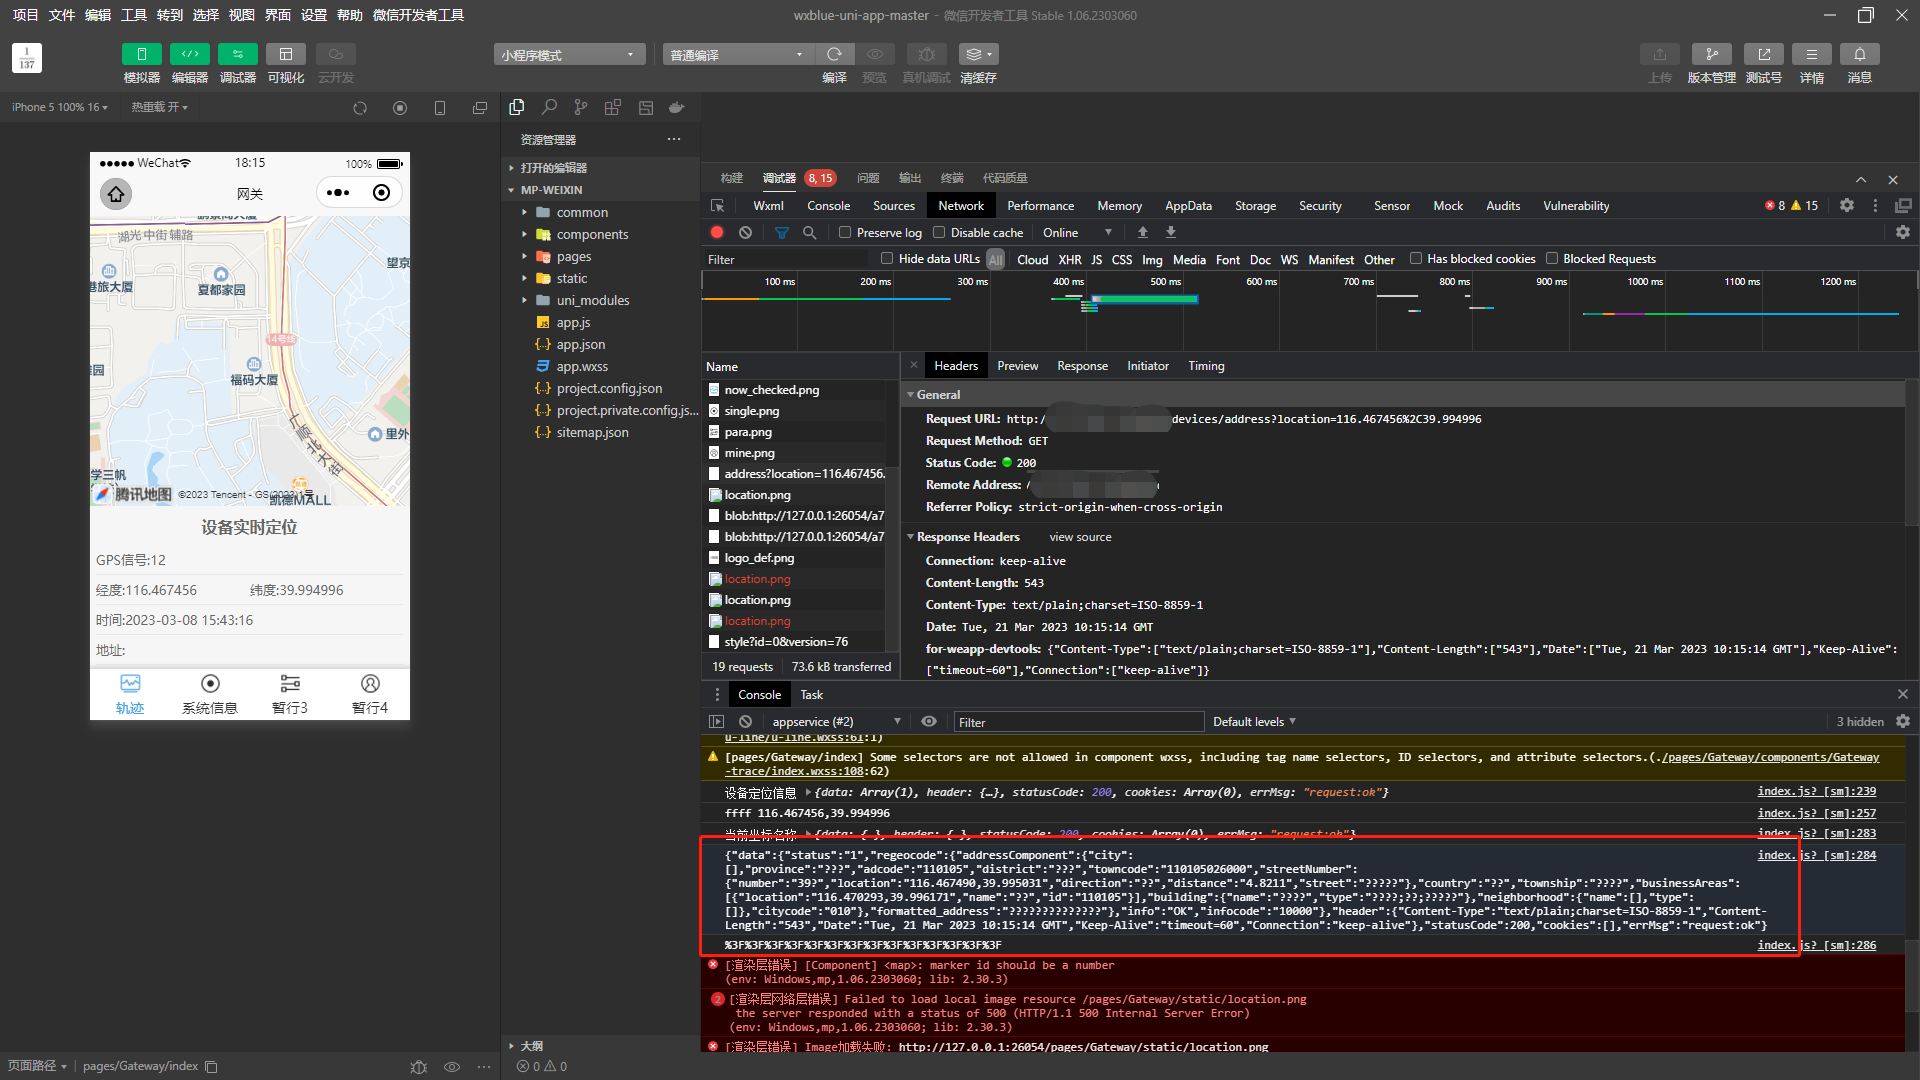 项目 文件 编辑 工具 转到 选择 视图 界面 设置 帮助 微信开发者工具
wxblue-uni-app-master - 微信开发者工具 Stable 1.06.2303060
1
137
小程序模式
普通编译
模拟器 编辑器 调试器 可视化 云开发
编译 预览 真机调试 清缓存
上传 版本管理 测试号 详情 消息
iPhone 5 100% 16
热重载 开
资源管理器
打开的编辑器
MP-WEIXIN
common
components
pages
static
uni_modules
app.js
app.json
app.wxss
project.config.json
project.private.config.js...
sitemap.json
大纲
0 0
WeChat
18:15
100%
网关
湖光中街辅路
望京
港旅大厦
夏都家园
14号线
福码大厦
广顺北大街
里外
学三帆
腾讯地图
©2023 Tencent - GS(2023)1号
凯德MALL
设备实时定位
GPS信号:12
经度:116.467456 纬度:39.994996
时间:2023-03-08 15:43:16
地址:
轨迹 系统信息 暂行3 暂行4
页面路径
pages/Gateway/index
构建 调试器 8, 15 问题 输出 终端 代码质量
Wxml Console Sources Network Performance Memory AppData Storage Security Sensor Mock Audits Vulnerability
8 15
Preserve log Disable cache Online
Filter
Hide data URLs All Cloud XHR JS CSS Img Media Font Doc WS Manifest Other Has blocked cookies Blocked Requests
100 ms 200 ms 300 ms 400 ms 500 ms 600 ms 700 ms 800 ms 900 ms 1000 ms 1100 ms 1200 ms
Name
now_checked.png
single.png
para.png
mine.png
address?location=116.467456.
location.png
blob:http://127.0.0.1:26054/a7
blob:http://127.0.0.1:26054/a7
logo_def.png
location.png
location.png
location.png
style?id=0&version=76
19 requests 73.6 kB transferred
Headers Preview Response Initiator Timing
General
Request URL: http:/ devices/address?location=116.467456%2C39.994996
Request Method: GET
Status Code: 200
Remote Address: /
Referrer Policy: strict-origin-when-cross-origin
Response Headers view source
Connection: keep-alive
Content-Length: 543
Content-Type: text/plain;charset=ISO-8859-1
Date: Tue, 21 Mar 2023 10:15:14 GMT
for-weapp-devtools: {"Content-Type":["text/plain;charset=ISO-8859-1"],"Content-Length":["543"],"Date":["Tue, 21 Mar 2023 10:15:14 GMT"],"Keep-Alive":
["timeout=60"],"Connection":["keep-alive"]}
Console Task
appservice (#2)
Filter
Default levels
3 hidden
u-line/u-line.wxss:61:1)
[pages/Gateway/index] Some selectors are not allowed in component wxss, including tag name selectors, ID selectors, and attribute selectors.(./pages/Gateway/components/Gateway
-trace/index.wxss:108:62)
设备定位信息 {data: Array(1), header: {…}, statusCode: 200, cookies: Array(0), errMsg: "request:ok"} index.js? [sm]:239
ffff 116.467456,39.994996 index.js? [sm]:257
当前坐标名称 {data: {…}, header: {…}, statusCode: 200, cookies: Array(0), errMsg: "request:ok"} index.js? [sm]:283
{"data":{"status":"1","regeocode":{"addressComponent":{"city": index.js? [sm]:284
[],"province":"???","adcode":"110105","district":"???","towncode":"110105026000","streetNumber":
{"number":"39?","location":"116.467490,39.995031","direction":"??","distance":"4.8211","street":"?????"},"country":"??","township":"????","businessAreas":
[{"location":"116.470293,39.996171","name":"??","id":"110105"}],"building":{"name":"????","type":"????;??;?????"},"neighborhood":{"name":[],"type":
[]},"citycode":"010"},"formatted_address":"??????????????"},"info":"OK","infocode":"10000"},"header":{"Content-Type":"text/plain;charset=ISO-8859-1","Content-
Length":"543","Date":"Tue, 21 Mar 2023 10:15:14 GMT","Keep-Alive":"timeout=60","Connection":"keep-alive"},"statusCode":200,"cookies":[],"errMsg":"request:ok"}
%3F%3F%3F%3F%3F%3F%3F%3F%3F%3F%3F%3F%3F%3F index.js? [sm]:286
[渲染层错误] [Component] <map>: marker id should be a number
(env: Windows,mp,1.06.2303060; lib: 2.30.3)
2 [渲染层网络层错误] Failed to load local image resource /pages/Gateway/static/location.png
the server responded with a status of 500 (HTTP/1.1 500 Internal Server Error)
(env: Windows,mp,1.06.2303060; lib: 2.30.3)
[渲染层错误] Image加载失败: http://127.0.0.1:26054/pages/Gateway/static/location.png